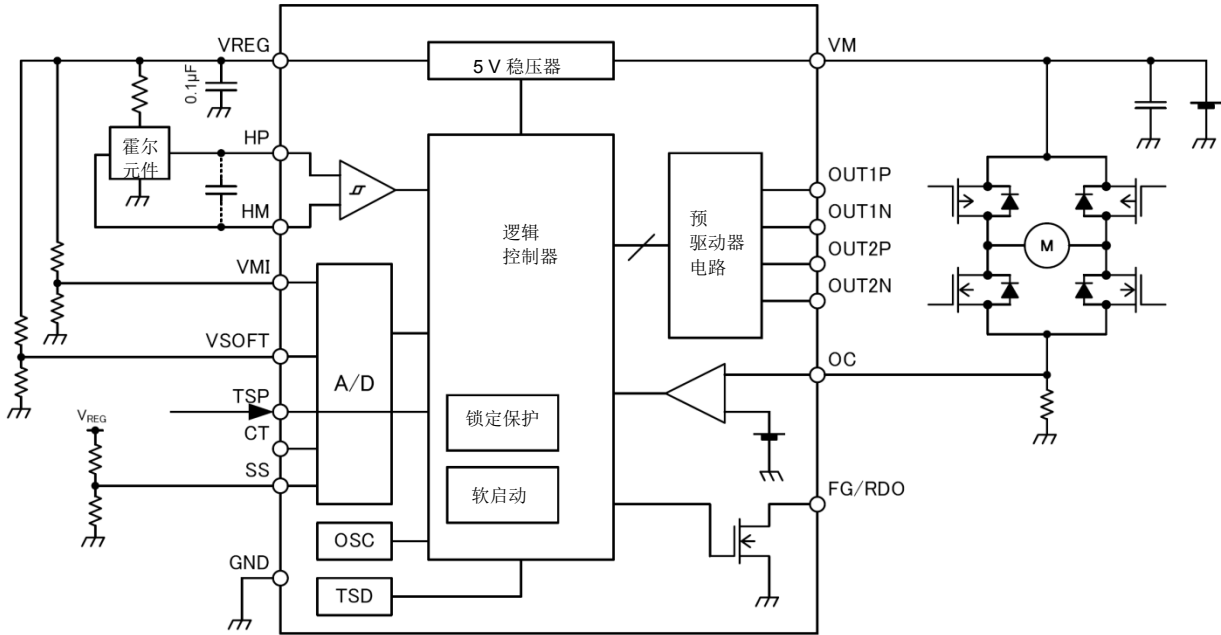 VREG
VM
5 V 稳压器
0.1μF
霍尔
元件
HP
HM
逻辑
控制器
预
驱动器
电路
OUT1P
OUT1N
OUT2P
OUT2N
M
VMI
VSOFT
A/D
TSP
CT
SS
VREG
锁定保护
软启动
OC
FG/RDO
OSC
TSD
GND